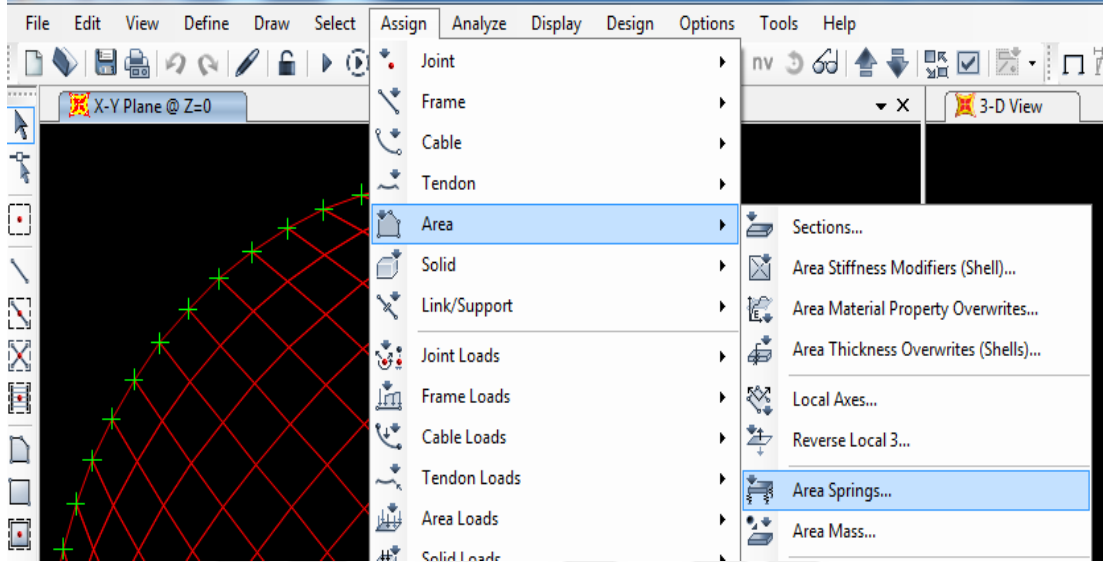 File Edit View Define Draw Select Assign Analyze Display Design Options Tools Help
nv
X-Y Plane @ Z=0
3-D View
Joint
Frame
Cable
Tendon
Area
Solid
Link/Support
Joint Loads
Frame Loads
Cable Loads
Tendon Loads
Area Loads
Solid Loads
Sections...
Area Stiffness Modifiers (Shell)...
Area Material Property Overwrites...
Area Thickness Overwrites (Shells)...
Local Axes...
Reverse Local 3...
Area Springs...
Area Mass...